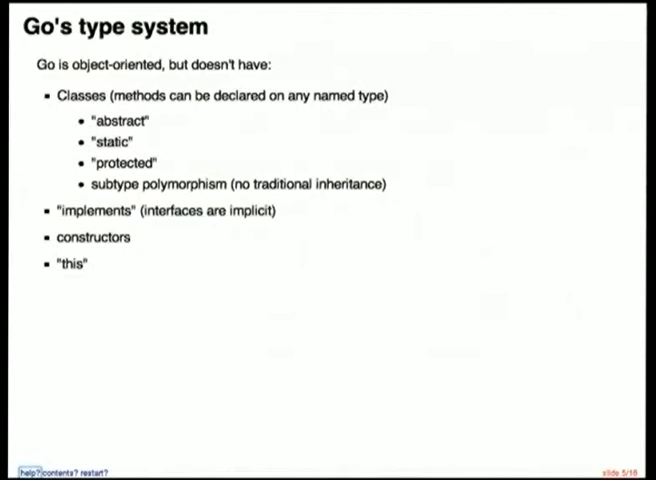 Go's type system
Go is object-oriented, but doesn't have:
▪ Classes (methods can be declared on any named type)
• "abstract"
• "static"
• "protected"
• subtype polymorphism (no traditional inheritance)
▪ "implements" (interfaces are implicit)
▪ constructors
▪ "this"
help? contents? restart?
slide 5/16